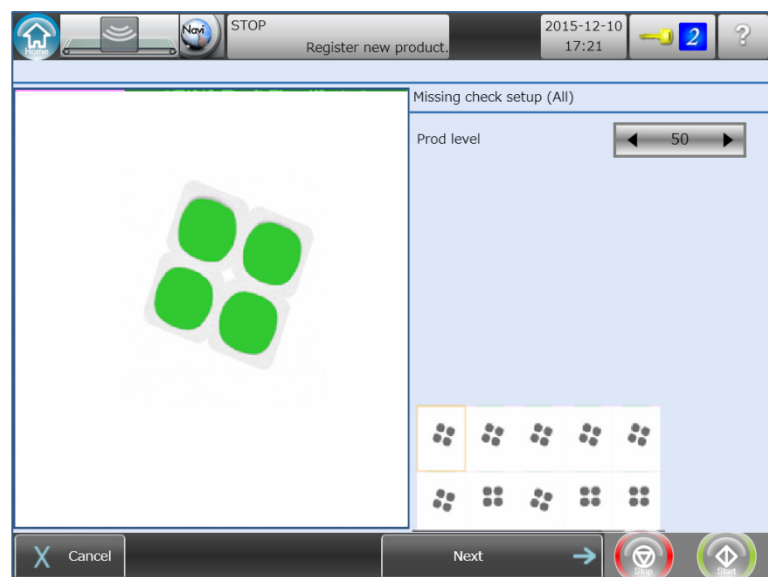 Home
Navi
STOP
Register new product.
2015-12-10
17:21
2
?
Missing check setup (All)
Prod level
50
X Cancel
Next
Stop
Start